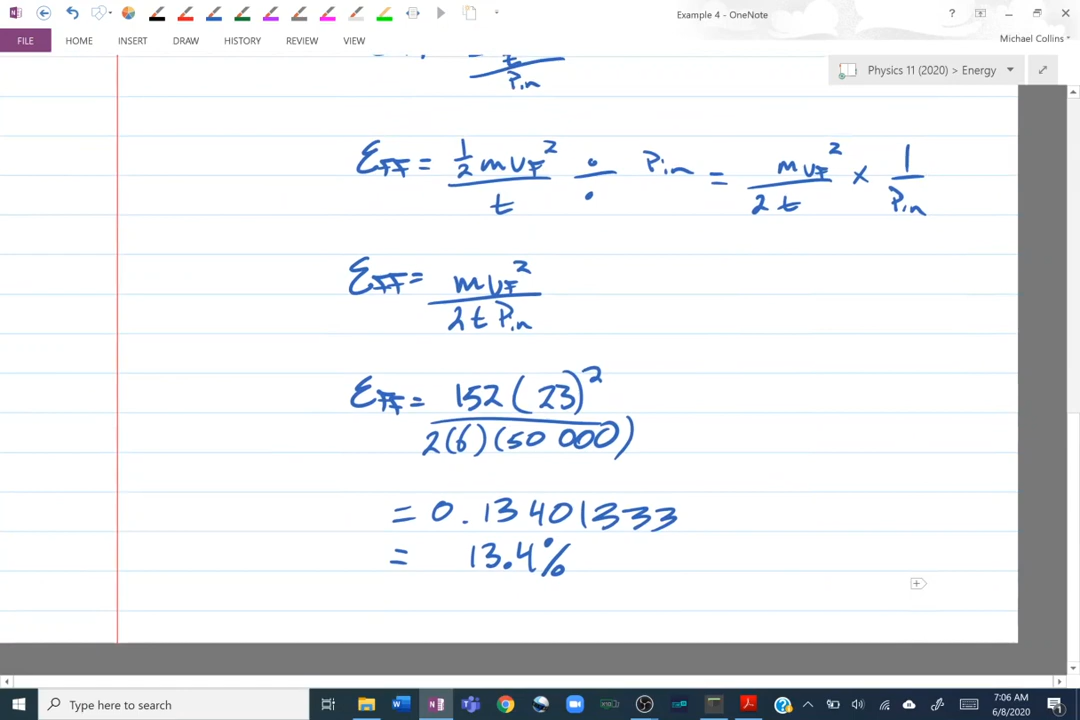 Example 4 - OneNote
Michael Collins
FILE HOME INSERT DRAW HISTORY REVIEW VIEW
Physics 11 (2020) > Energy
t
Pin
Eff = ½mvf² / t ÷ Pin = mvf² / 2t × 1 / Pin
Eff = mvf² / 2t Pin
Eff = 152(23)² / 2(6)(50 000)
= 0.13401333
= 13.4%
Type here to search
7:06 AM
6/8/2020